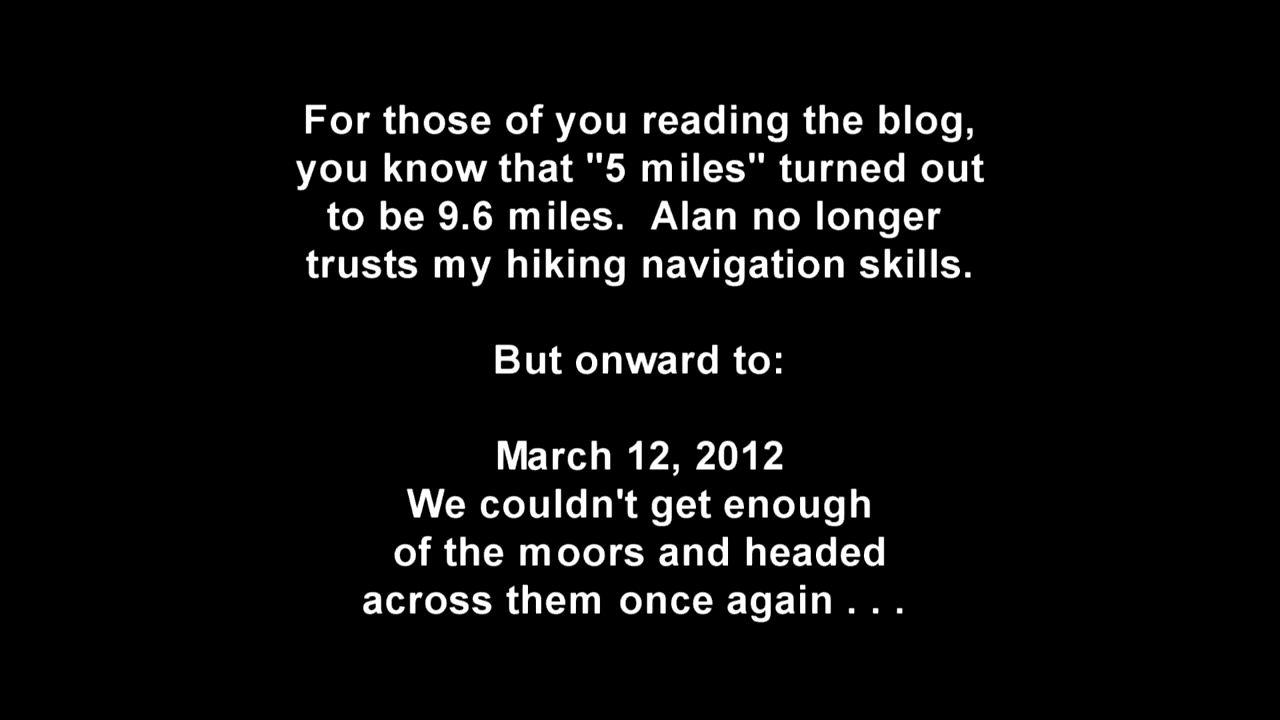 For those of you reading the blog,
you know that "5 miles" turned out
to be 9.6 miles.  Alan no longer
trusts my hiking navigation skills.
But onward to:
March 12, 2012
We couldn't get enough
of the moors and headed
across them once again . . .